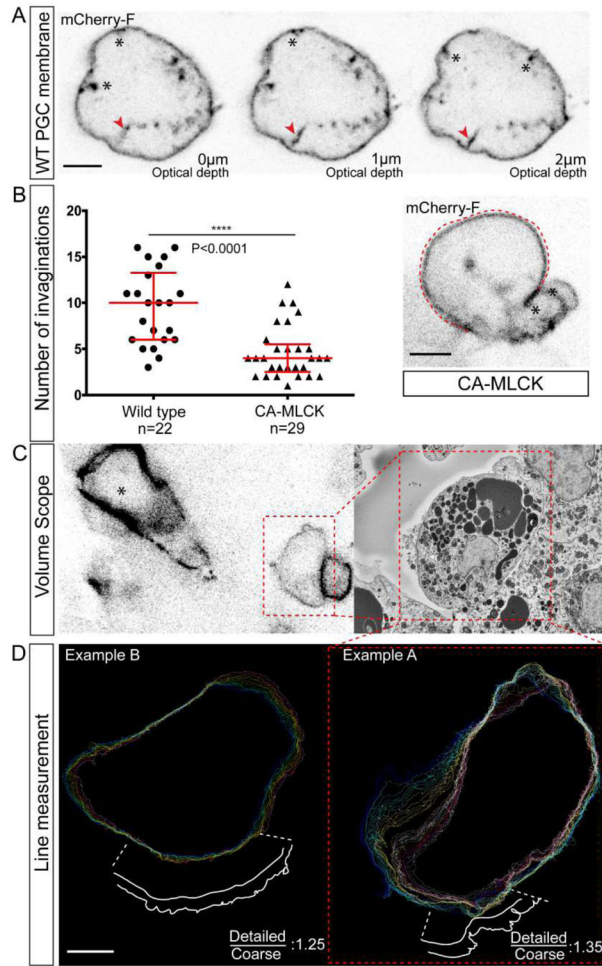 A
WT PGC membrane
mCherry-F
*
*
*
*
*
0µm
Optical depth
1µm
Optical depth
2µm
Optical depth
B
Number of invaginations
20
15
10
5
0
****
P<0.0001
Wild type
n=22
CA-MLCK
n=29
mCherry-F
*
*
CA-MLCK
C
Volume Scope
*
D
Line measurement
Example B
Detailed
Coarse
:1.25
Example A
Detailed
Coarse
:1.35